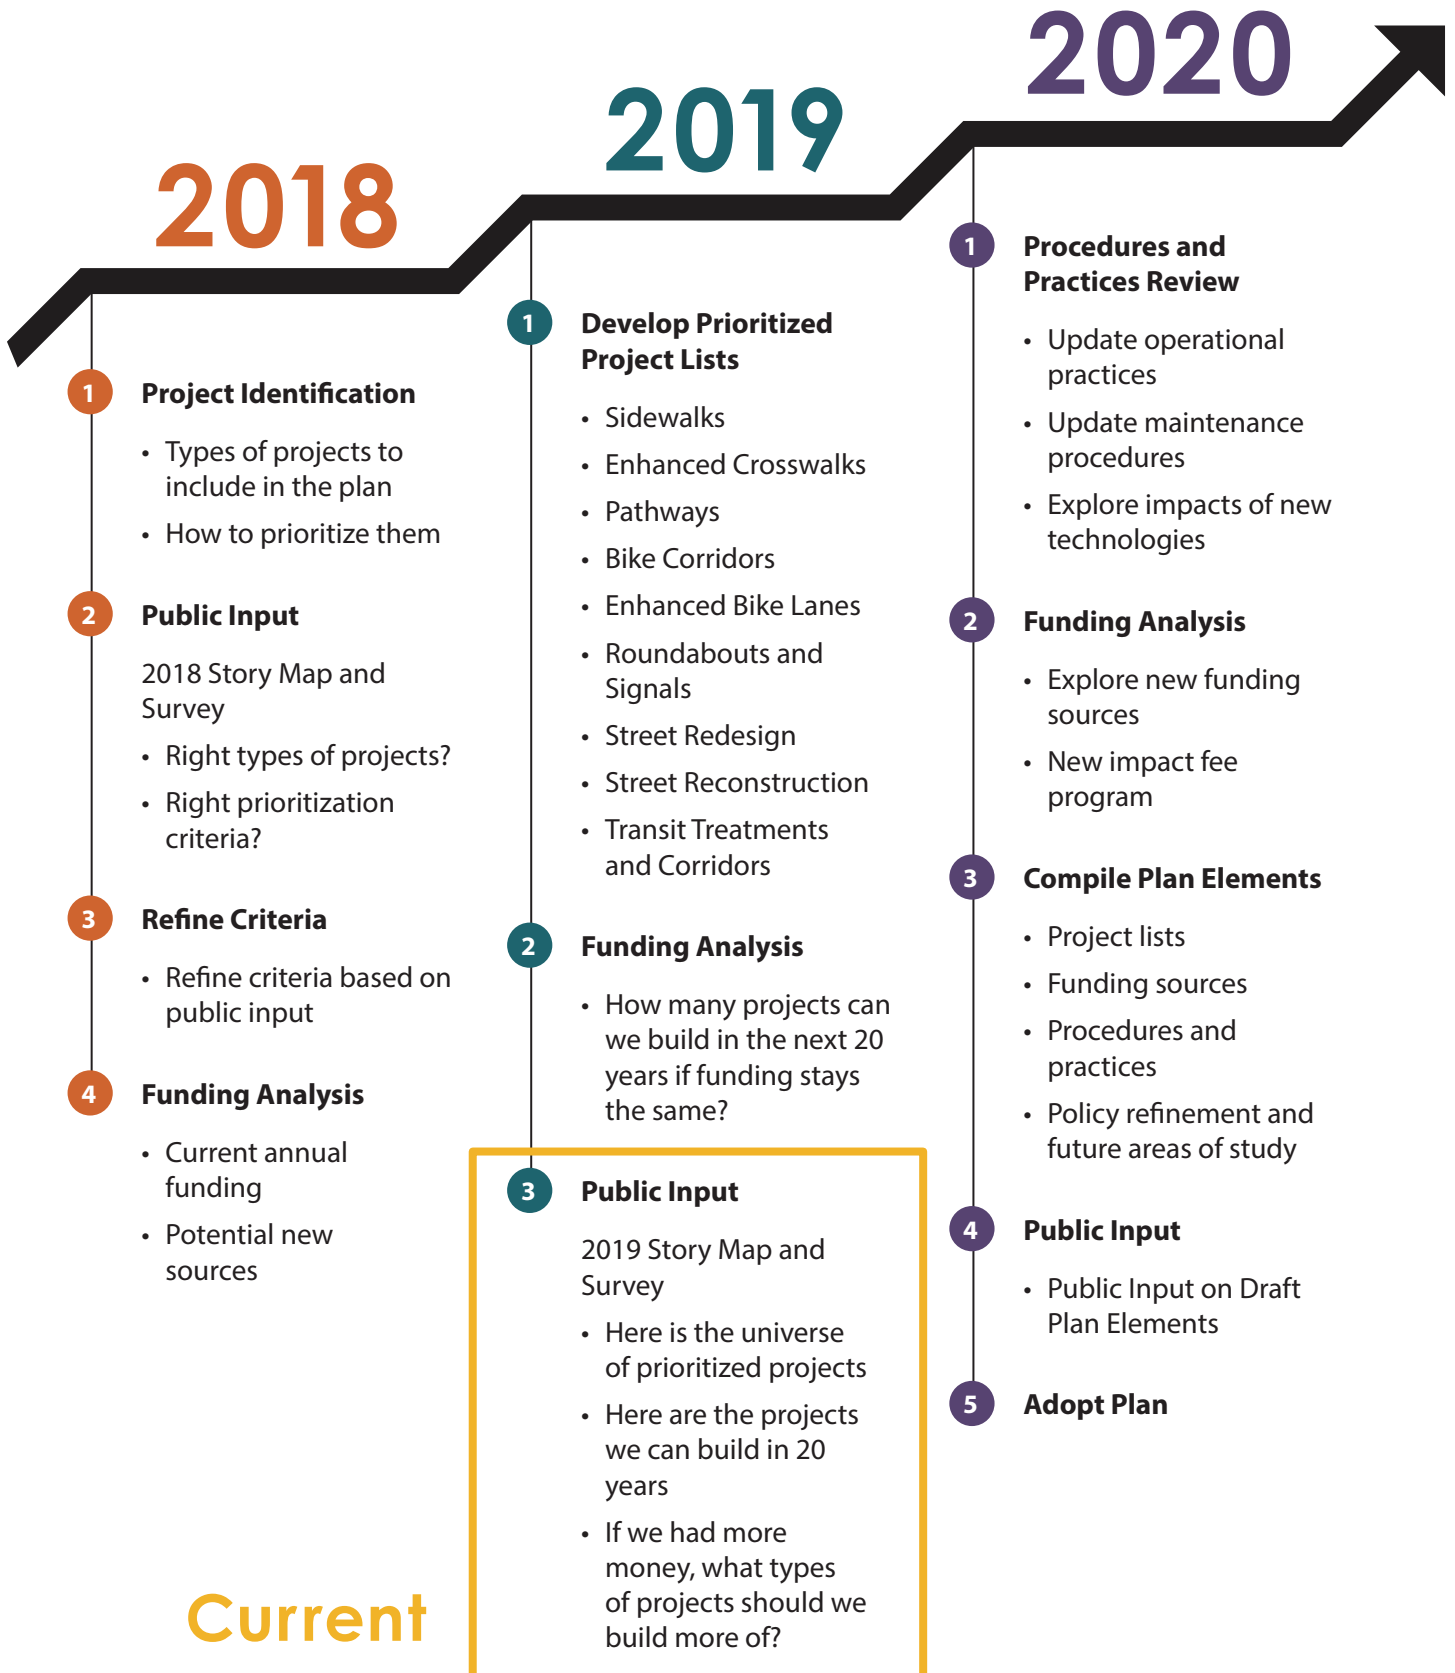 2018
1
Project Identification
• Types of projects to
include in the plan
• How to prioritize them
2
Public Input
2018 Story Map and
Survey
• Right types of projects?
• Right prioritization
criteria?
3
Refine Criteria
• Refine criteria based on
public input
4
Funding Analysis
• Current annual
funding
• Potential new
sources
2019
1
Develop Prioritized
Project Lists
• Sidewalks
• Enhanced Crosswalks
• Pathways
• Bike Corridors
• Enhanced Bike Lanes
• Roundabouts and
Signals
• Street Redesign
• Street Reconstruction
• Transit Treatments
and Corridors
2
Funding Analysis
• How many projects can
we build in the next 20
years if funding stays
the same?
Current
3
Public Input
2019 Story Map and
Survey
• Here is the universe
of prioritized projects
• Here are the projects
we can build in 20
years
• If we had more
money, what types
of projects should we
build more of?
2020
1
Procedures and
Practices Review
• Update operational
practices
• Update maintenance
procedures
• Explore impacts of new
technologies
2
Funding Analysis
• Explore new funding
sources
• New impact fee
program
3
Compile Plan Elements
• Project lists
• Funding sources
• Procedures and
practices
• Policy refinement and
future areas of study
4
Public Input
• Public Input on Draft
Plan Elements
5
Adopt Plan